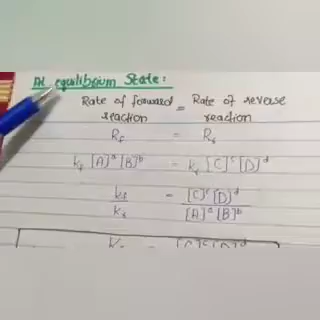 At equilibrium State:
Rate of forward = Rate of reverse
reaction reaction
Rf = Rr
kf [A]ᵃ [B]ᵇ = kr [C]ᶜ [D]ᵈ
kf = [C]ᶜ [D]ᵈ
kr [A]ᵃ [B]ᵇ